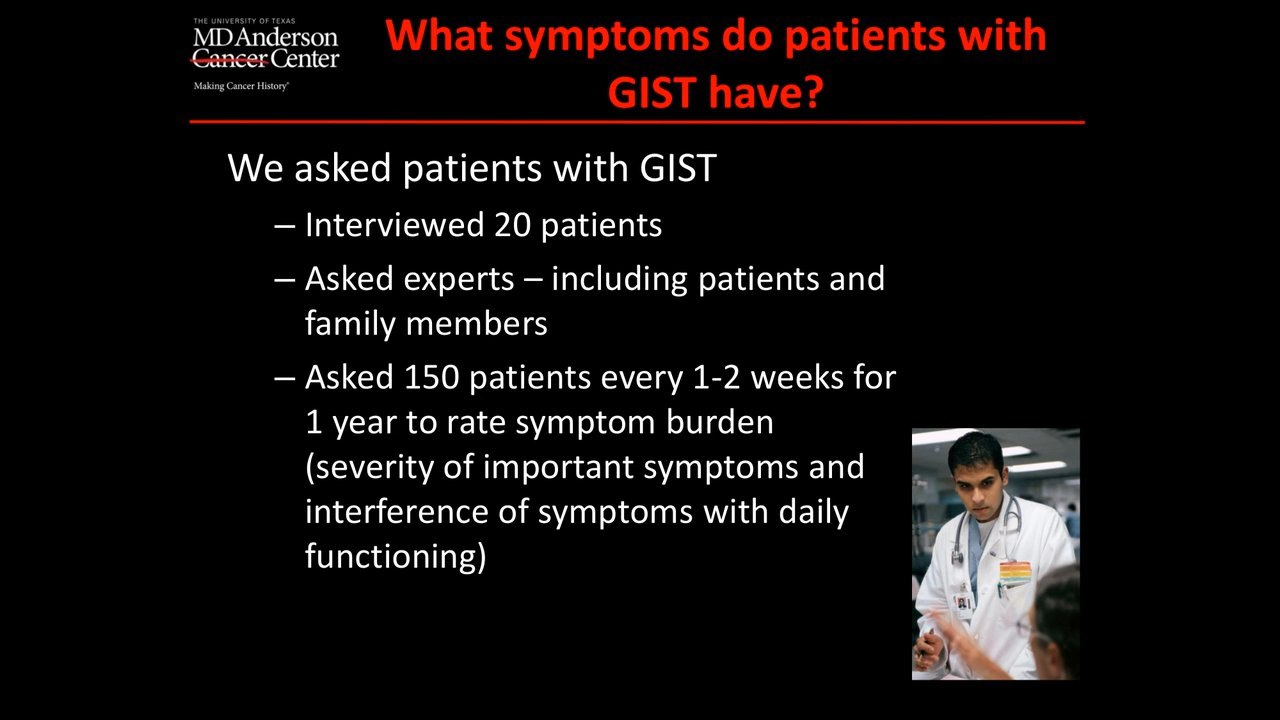 THE UNIVERSITY OF TEXAS
MD Anderson
Cancer Center
Making Cancer History®
What symptoms do patients with
GIST have?
We asked patients with GIST
– Interviewed 20 patients
– Asked experts – including patients and
family members
– Asked 150 patients every 1-2 weeks for
1 year to rate symptom burden
(severity of important symptoms and
interference of symptoms with daily
functioning)